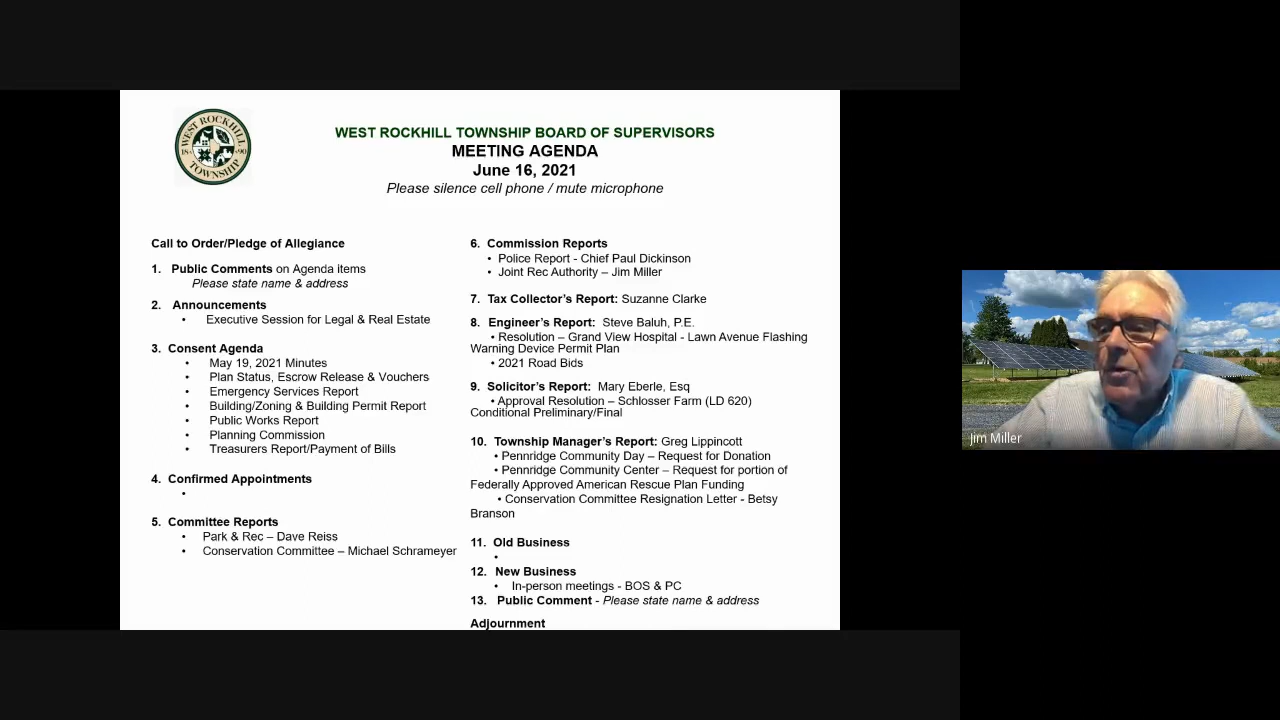 WEST ROCKHILL
18 90
TOWNSHIP
WEST ROCKHILL TOWNSHIP BOARD OF SUPERVISORS
MEETING AGENDA
June 16, 2021
Please silence cell phone / mute microphone
Call to Order/Pledge of Allegiance
1. Public Comments on Agenda items
Please state name & address
2. Announcements
• Executive Session for Legal & Real Estate
3. Consent Agenda
• May 19, 2021 Minutes
• Plan Status, Escrow Release & Vouchers
• Emergency Services Report
• Building/Zoning & Building Permit Report
• Public Works Report
• Planning Commission
• Treasurers Report/Payment of Bills
4. Confirmed Appointments
•
5. Committee Reports
• Park & Rec – Dave Reiss
• Conservation Committee – Michael Schrameyer
6. Commission Reports
• Police Report - Chief Paul Dickinson
• Joint Rec Authority – Jim Miller
7. Tax Collector's Report: Suzanne Clarke
8. Engineer's Report: Steve Baluh, P.E.
• Resolution – Grand View Hospital - Lawn Avenue Flashing
Warning Device Permit Plan
• 2021 Road Bids
9. Solicitor's Report: Mary Eberle, Esq
• Approval Resolution – Schlosser Farm (LD 620)
Conditional Preliminary/Final
10. Township Manager's Report: Greg Lippincott
• Pennridge Community Day – Request for Donation
• Pennridge Community Center – Request for portion of
Federally Approved American Rescue Plan Funding
• Conservation Committee Resignation Letter - Betsy
Branson
11. Old Business
•
12. New Business
• In-person meetings - BOS & PC
13. Public Comment - Please state name & address
Adjournment
Jim Miller